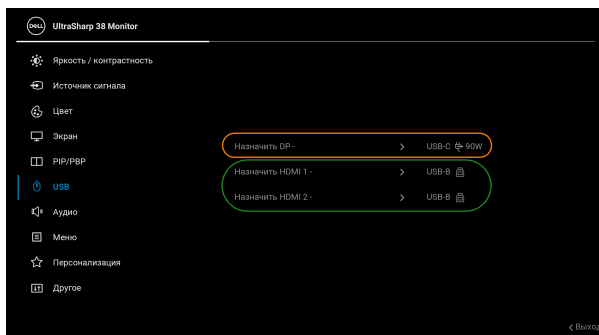 DELL UltraSharp 38 Monitor
Яркость / контрастность
Источник сигнала
Цвет
Экран
Назначить DP - USB-C 90W
PIP/PBP
Назначить HDMI 1 - USB-B
USB
Назначить HDMI 2 - USB-B
Аудио
Меню
Персонализация
Другое
Выход